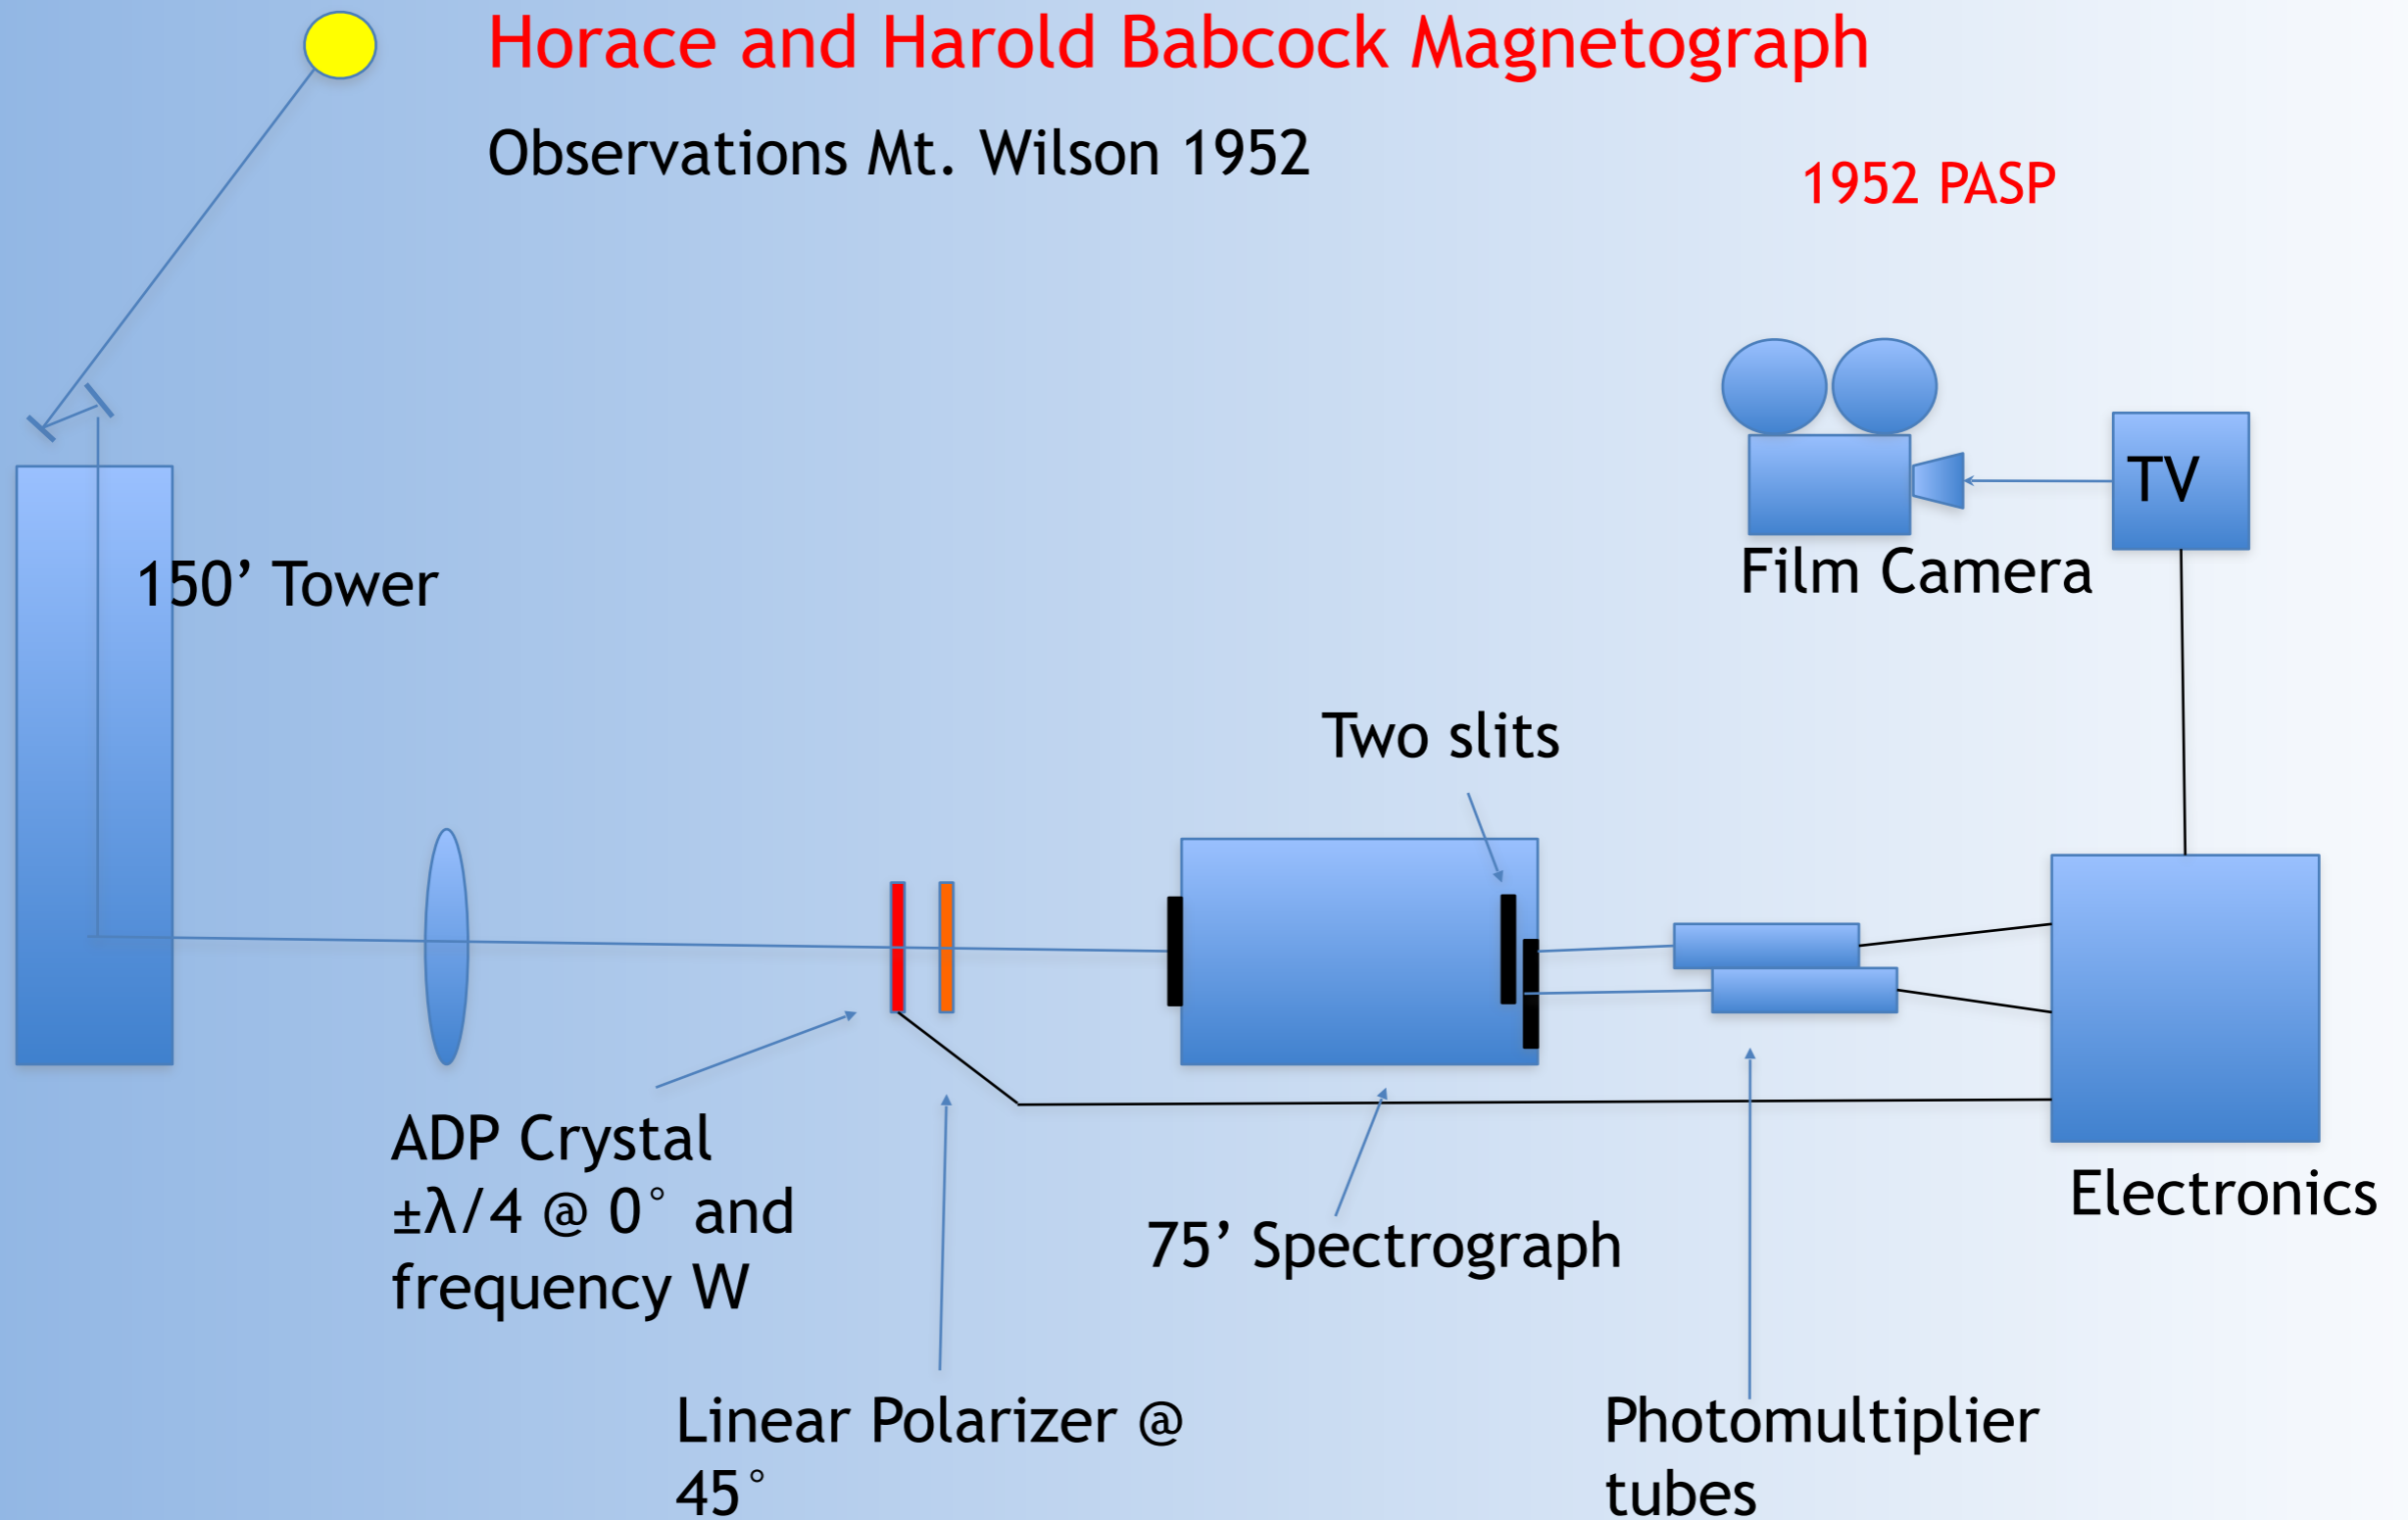 Horace and Harold Babcock Magnetograph
Observations Mt. Wilson 1952
1952 PASP
TV
150’ Tower
Film Camera
Two slits
ADP Crystal
±λ/4 @ 0° and
frequency W
75’ Spectrograph
Electronics
Linear Polarizer @
45°
Photomultiplier
tubes